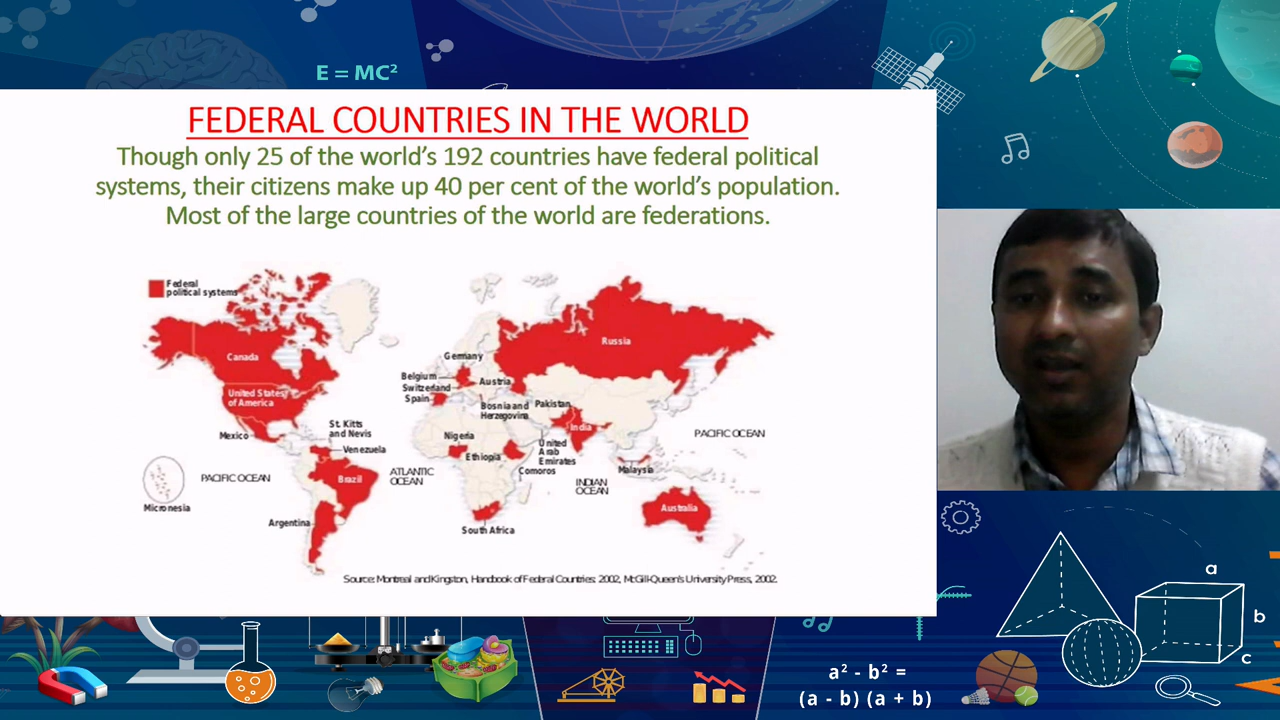 E = MC²
FEDERAL COUNTRIES IN THE WORLD
Though only 25 of the world's 192 countries have federal political
systems, their citizens make up 40 per cent of the world's population.
Most of the large countries of the world are federations.
Federal
political systems
Canada
United States
of America
Mexico
St. Kitts
and Nevis
Venezuela
Brazil
Argentina
PACIFIC OCEAN
Micronesia
ATLANTIC
OCEAN
Germany
Belgium
Switzerland
Spain
Austria
Bosnia and
Herzegovina
Russia
Pakistan
India
Nigeria
Ethiopia
United
Arab
Emirates
Comoros
South Africa
INDIAN
OCEAN
Malaysia
PACIFIC OCEAN
Australia
Source: Montreal and Kingston, Handbook of Federal Countries: 2002, McGill-Queen's University Press, 2002.
a
b
c
a² - b² =
(a - b) (a + b)